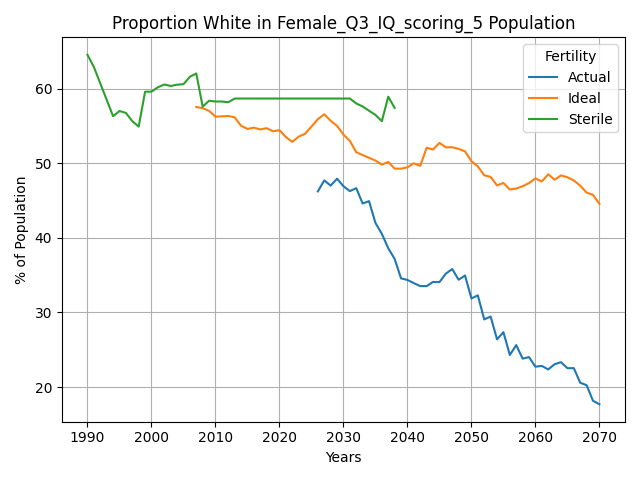 Proportion White in Female_Q3_IQ_scoring_5 Population
Fertility
Actual
Ideal
Sterile
% of Population
60
50
40
30
20
1990 2000 2010 2020 2030 2040 2050 2060 2070
Years